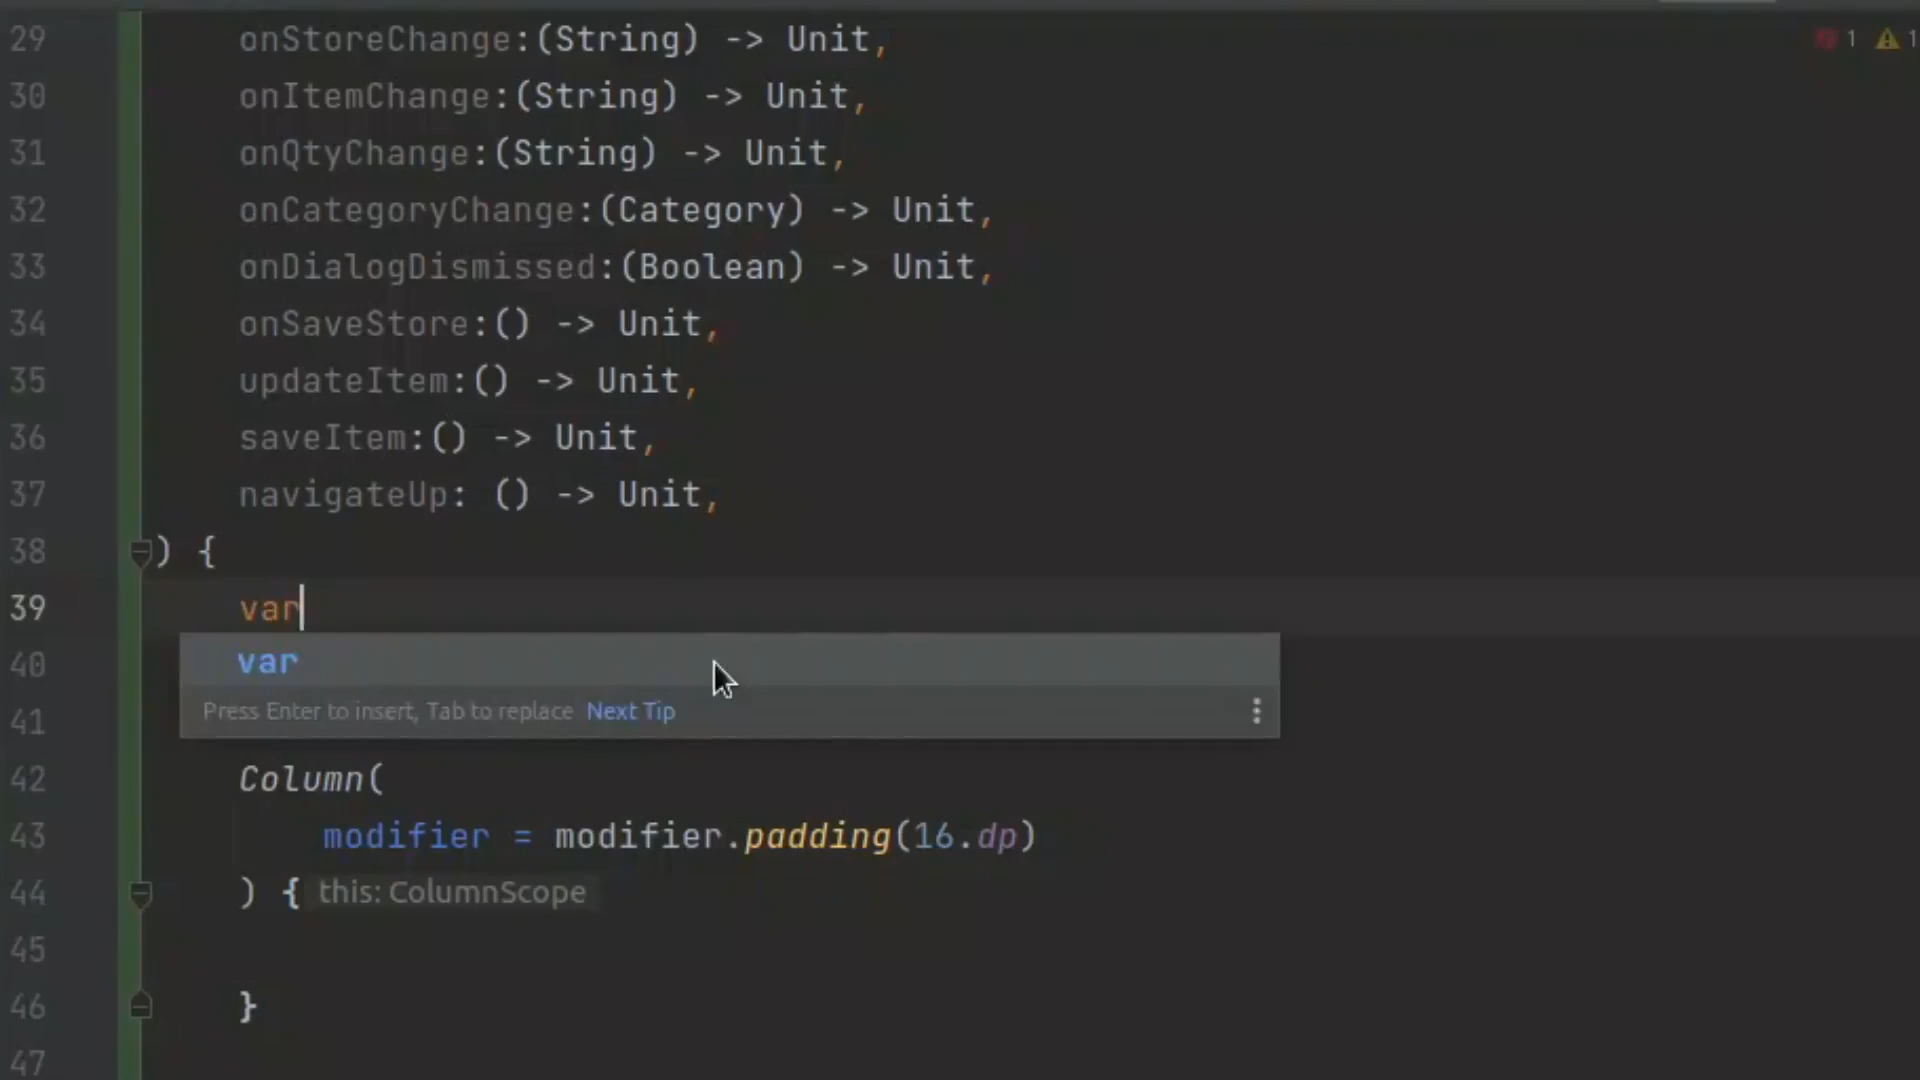 29 onStoreChange:(String) -> Unit, 1 1
30 onItemChange:(String) -> Unit,
31 onQtyChange:(String) -> Unit,
32 onCategoryChange:(Category) -> Unit,
33 onDialogDismissed:(Boolean) -> Unit,
34 onSaveStore:() -> Unit,
35 updateItem:() -> Unit,
36 saveItem:() -> Unit,
37 navigateUp: () -> Unit,
38 ) {
39 var
40 var
Press Enter to insert, Tab to replace Next Tip
41
42 Column(
43 modifier = modifier.padding(16.dp)
44 ) { this: ColumnScope
45
46 }
47